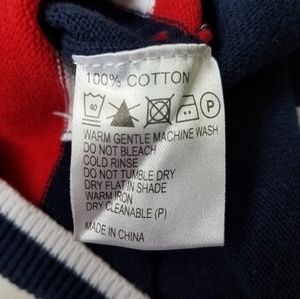 100% COTTON
40 P
WARM GENTLE MACHINE WASH
DO NOT BLEACH
COLD RINSE
DO NOT TUMBLE DRY
DRY FLAT IN SHADE
WARM IRON
DRY CLEANABLE (P)
MADE IN CHINA